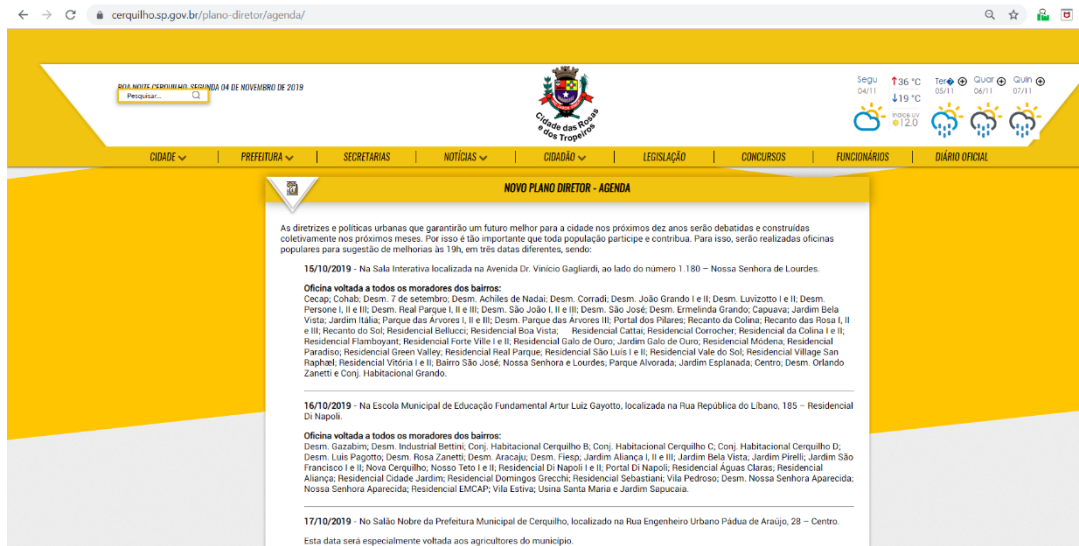 cerquilho.sp.gov.br/plano-diretor/agenda/
BOA NOITE CERQUILHO, SEGUNDA 04 DE NOVEMBRO DE 2019
Pesquisar...
Cidade das Rosas
e dos Tropeiros
Segu
04/11
36 °C
19 °C
ÍNDICE UV
12.0
Ter�
05/11
Quar
06/11
Quin
07/11
CIDADE | PREFEITURA | SECRETARIAS | NOTÍCIAS | CIDADÃO | LEGISLAÇÃO | CONCURSOS | FUNCIONÁRIOS | DIÁRIO OFICIAL
NOVO PLANO DIRETOR - AGENDA
As diretrizes e políticas urbanas que garantirão um futuro melhor para a cidade nos próximos dez anos serão debatidas e construídas
coletivamente nos próximos meses. Por isso é tão importante que toda população participe e contribua. Para isso, serão realizadas oficinas
populares para sugestão de melhorias às 19h, em três datas diferentes, sendo:
15/10/2019 - Na Sala Interativa localizada na Avenida Dr. Vinício Gagliardi, ao lado do número 1.180 – Nossa Senhora de Lourdes.
Oficina voltada a todos os moradores dos bairros:
Cecap; Cohab; Desm. 7 de setembro; Desm. Achiles de Nadai; Desm. Corradi; Desm. João Grando I e II; Desm. Luvizotto I e II; Desm.
Persone I, II e III; Desm. Real Parque I, II e III; Desm. São João I, II e III; Desm. São José; Desm. Ermelinda Grando; Capuava; Jardim Bela
Vista; Jardim Itália; Parque das Árvores I, II e III; Desm. Parque das Árvores III; Portal dos Pilares; Recanto da Colina; Recanto das Rosa I, II
e III; Recanto do Sol; Residencial Bellucci; Residencial Boa Vista; Residencial Cattai; Residencial Corrocher; Residencial da Colina I e II;
Residencial Flamboyant; Residencial Forte Ville I e II; Residencial Galo de Ouro; Jardim Galo de Ouro; Residencial Módena; Residencial
Paradiso; Residencial Green Valley; Residencial Real Parque; Residencial São Luís I e II; Residencial Vale do Sol; Residencial Village San
Raphæl; Residencial Vitória I e II; Bairro São José; Nossa Senhora e Lourdes; Parque Alvorada; Jardim Esplanada; Centro; Desm. Orlando
Zanetti e Conj. Habitacional Grando.
16/10/2019 - Na Escola Municipal de Educação Fundamental Artur Luiz Gayotto, localizada na Rua República do Líbano, 185 – Residencial
Di Napoli.
Oficina voltada a todos os moradores dos bairros:
Desm. Gazabim; Desm. Industrial Bettini; Conj. Habitacional Cerquilho B; Conj. Habitacional Cerquilho C; Conj. Habitacional Cerquilho D;
Desm. Luis Pagotto; Desm. Rosa Zanetti; Desm. Aracaju; Desm. Fiesp; Jardim Aliança I, II e III; Jardim Bela Vista; Jardim Pirelli; Jardim São
Francisco I e II; Nova Cerquilho; Nosso Teto I e II; Residencial Di Napoli I e II; Portal Di Napoli; Residencial Águas Claras; Residencial
Aliança; Residencial Cidade Jardim; Residencial Domingos Grecchi; Residencial Sebastiani; Vila Pedroso; Desm. Nossa Senhora Aparecida;
Nossa Senhora Aparecida; Residencial EMCAP; Vila Estiva; Usina Santa Maria e Jardim Sapucaia.
17/10/2019 - No Salão Nobre da Prefeitura Municipal de Cerquilho, localizado na Rua Engenheiro Urbano Pádua de Araújo, 28 – Centro.
Esta data será especialmente voltada aos agricultores do município.